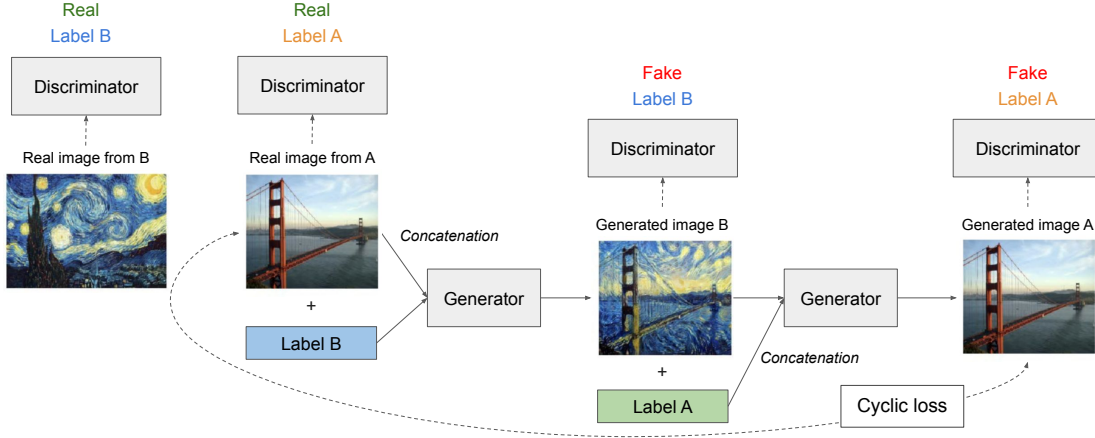 Real
Label B
Discriminator
Real image from B
Real
Label A
Discriminator
Real image from A
+
Label B
Concatenation
Generator
Fake
Label B
Discriminator
Generated image B
+
Label A
Concatenation
Generator
Fake
Label A
Discriminator
Generated image A
Cyclic loss